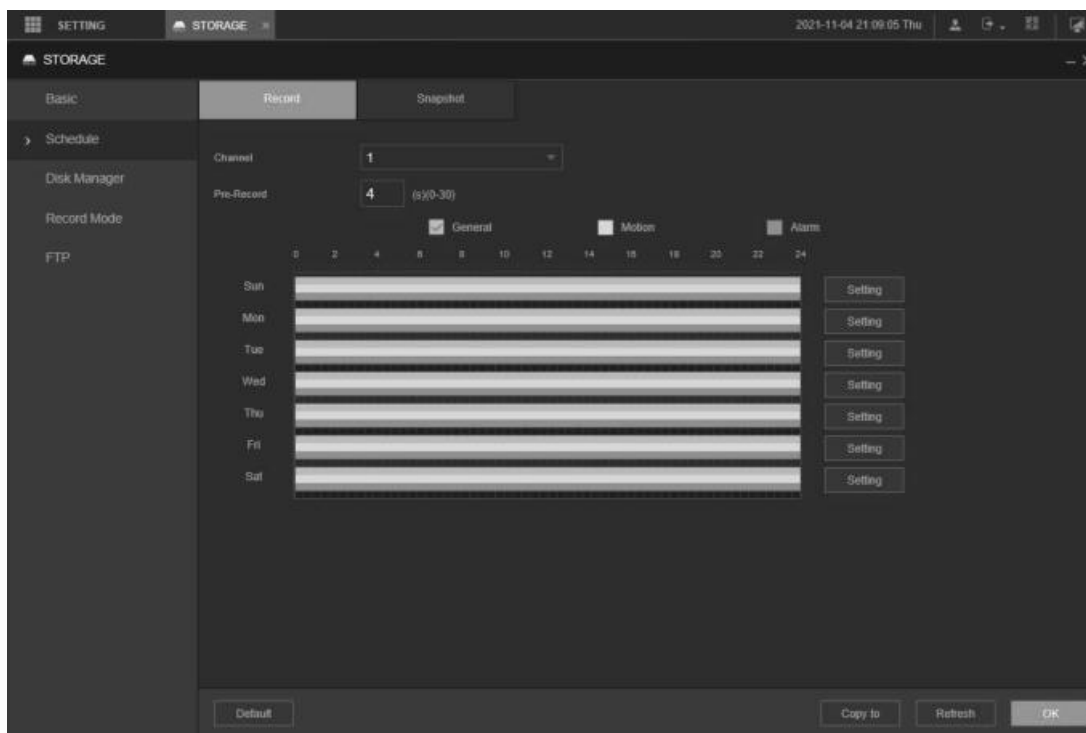 SETTING STORAGE 2021-11-04 21:09:05 Thu
STORAGE
Basic
Record Snapshot
Schedule
Channel 1
Disk Manager
Pre-Record 4 (s)(0-30)
Record Mode
General Motion Alarm
FTP
0 2 4 6 8 10 12 14 16 18 20 22 24
Sun Setting
Mon Setting
Tue Setting
Wed Setting
Thu Setting
Fri Setting
Sat Setting
Default Copy to Refresh OK